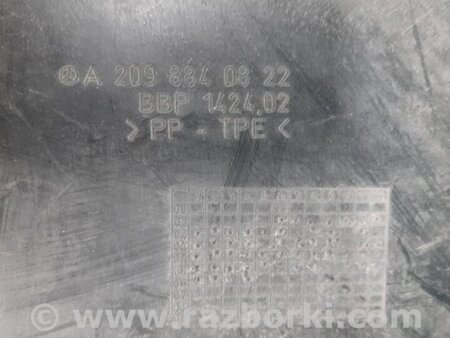 A 209 884 08 22
BBP 1424.02
> PP - TPE <
© www.razborki.com